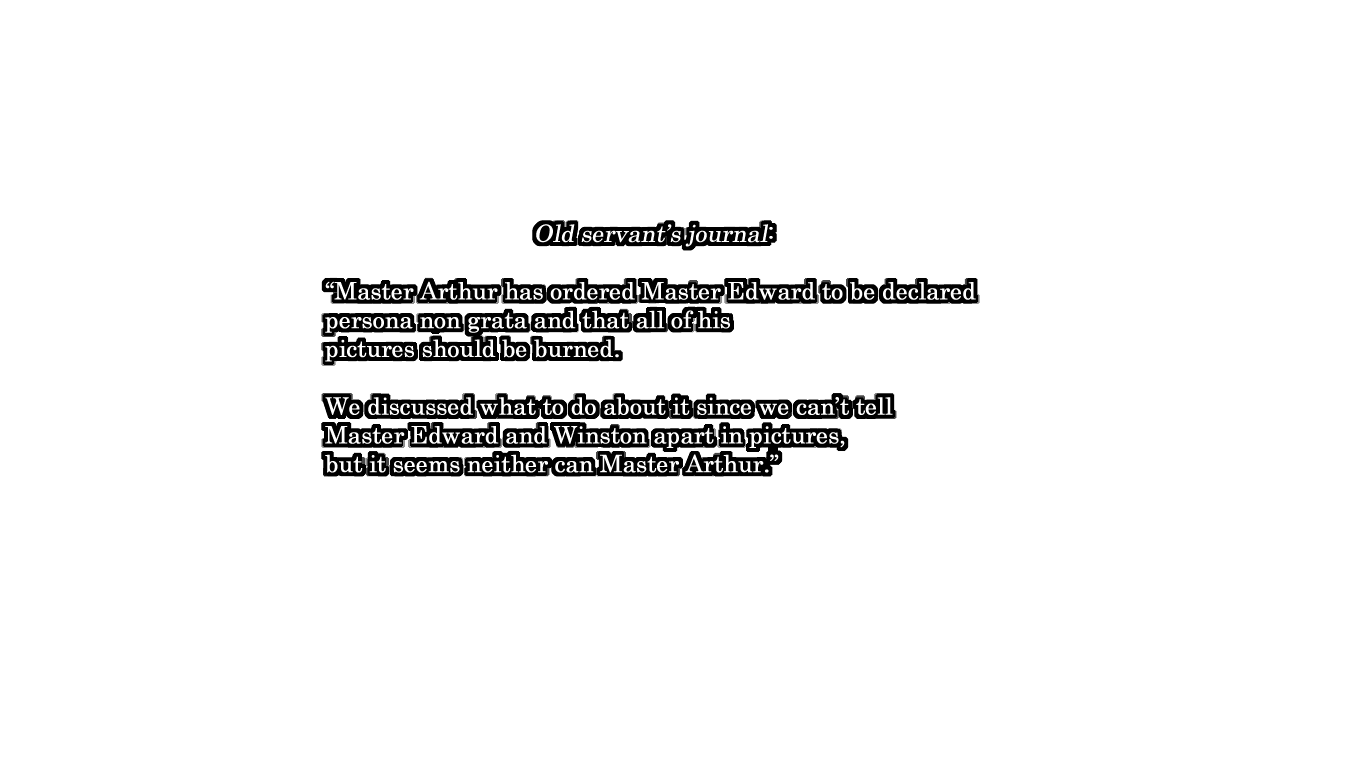 Old servant’s journal:
“Master Arthur has ordered Master Edward to be declared
persona non grata and that all of his
pictures should be burned.
We discussed what to do about it since we can’t tell
Master Edward and Winston apart in pictures,
but it seems neither can Master Arthur.”